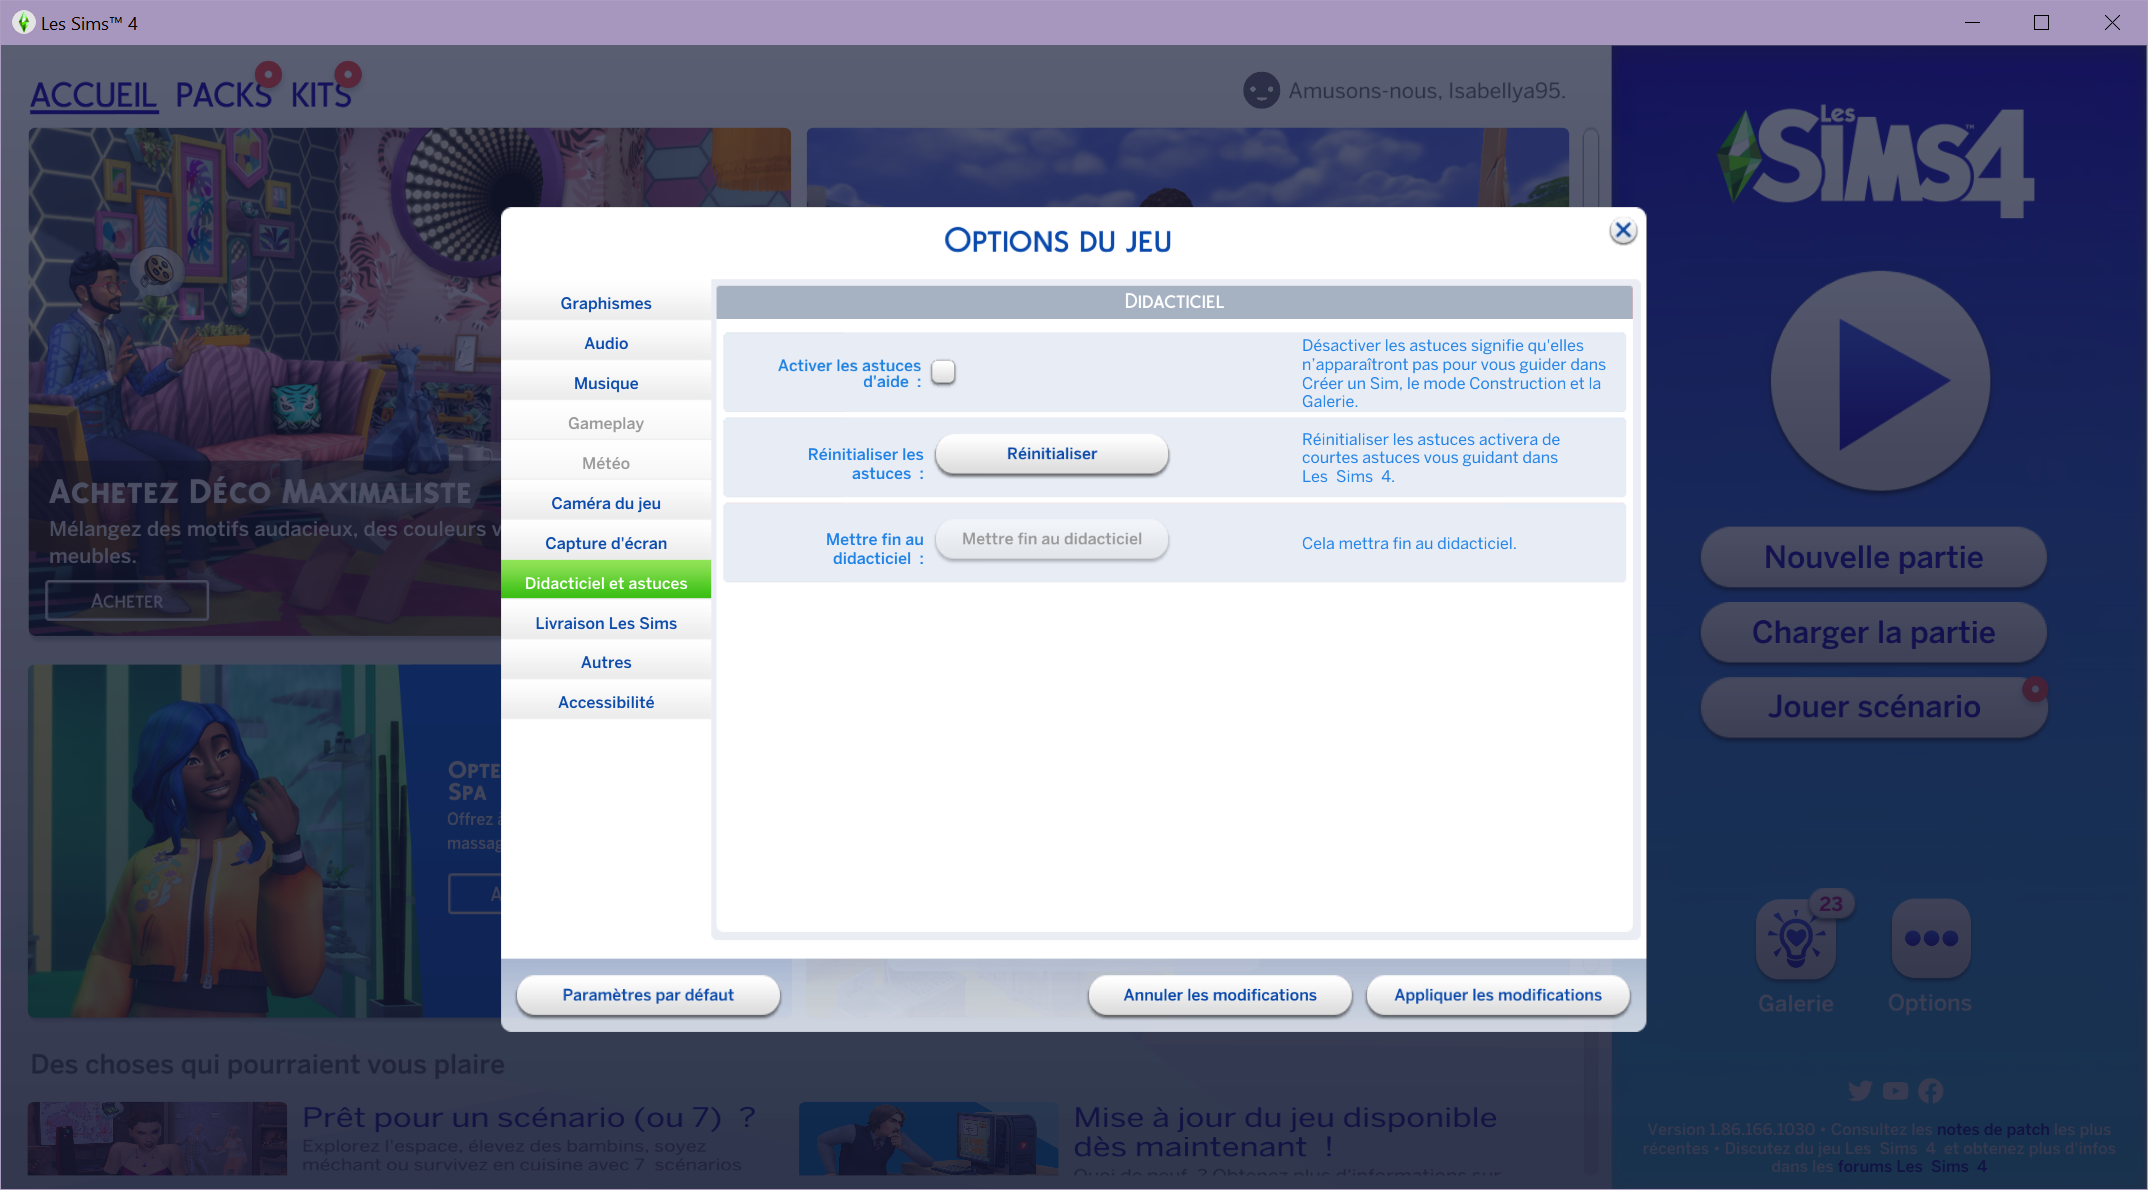 Les Sims™ 4
ACCUEIL PACKS KITS
Amusons-nous, Isabellya95.
ACHETEZ DÉCO MAXIMALISTE
Mélangez des motifs audacieux, des couleurs v
meubles.
ACHETER
OPTE
SPA
Offrez
massag
OPTIONS DU JEU
Graphismes
Audio
Musique
Gameplay
Météo
Caméra du jeu
Capture d'écran
Didacticiel et astuces
Livraison Les Sims
Autres
Accessibilité
DIDACTICIEL
Activer les astuces
d'aide :
Désactiver les astuces signifie qu'elles
n'apparaîtront pas pour vous guider dans
Créer un Sim, le mode Construction et la
Galerie.
Réinitialiser les
astuces :
Réinitialiser
Réinitialiser les astuces activera de
courtes astuces vous guidant dans
Les Sims 4.
Mettre fin au
didacticiel :
Mettre fin au didacticiel
Cela mettra fin au didacticiel.
Paramètres par défaut
Annuler les modifications
Appliquer les modifications
LES SIMS 4
Nouvelle partie
Charger la partie
Jouer scénario
23
Galerie
Options
Des choses qui pourraient vous plaire
Prêt pour un scénario (ou 7) ?
Explorez l'espace, élevez des bambins, soyez
méchant ou survivez en cuisine avec 7 scénarios
Mise à jour du jeu disponible
dès maintenant !
Quoi de neuf ? Obtenez plus d'informations sur
Version 1.86.166.1030 • Consultez les notes de patch les plus
récentes • Discutez du jeu Les Sims 4 et obtenez plus d'infos
dans les forums Les Sims 4